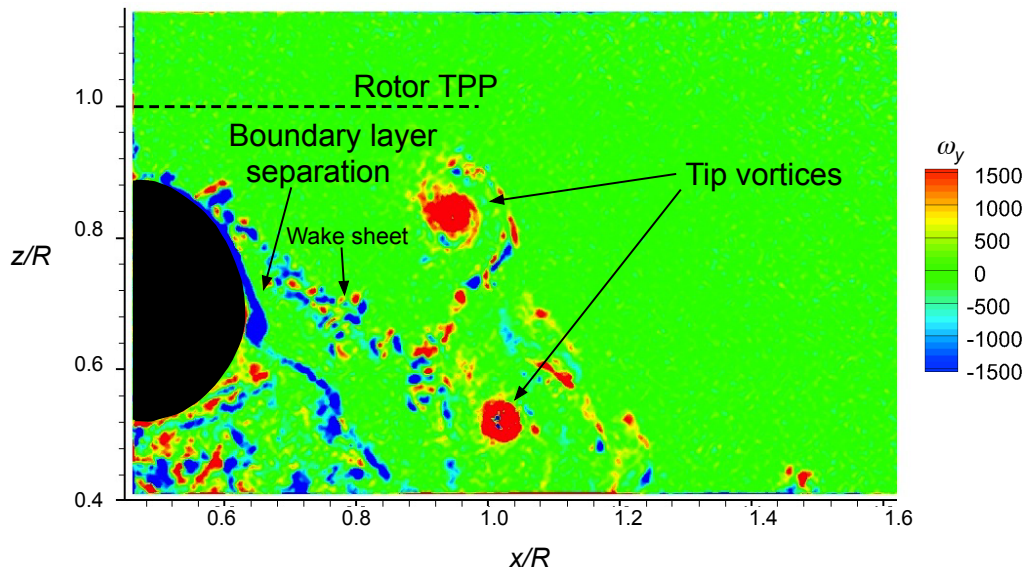 Rotor TPP
Boundary layer
separation
Wake sheet
Tip vortices
z/R
1.0
0.8
0.6
0.4
0.6
0.8
1.0
1.2
1.4
1.6
x/R
ωy
1500
1000
500
0
-500
-1000
-1500